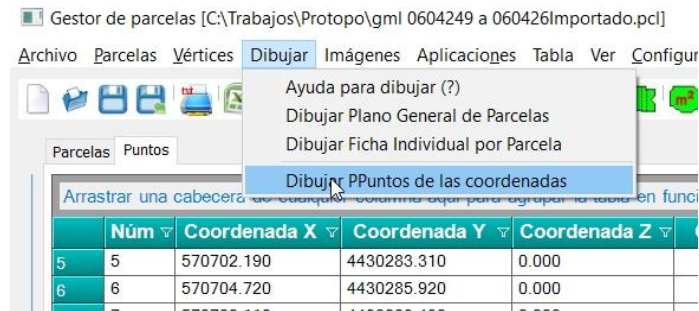 Gestor de parcelas [C:\Trabajos\Protopo\gml 0604249 a 060426Importado.pcl]
Archivo Parcelas Vértices Dibujar Imágenes Aplicaciones Tabla Ver Configur
Ayuda para dibujar (?)
Dibujar Plano General de Parcelas
Dibujar Ficha Individual por Parcela
Dibujar PPuntos de las coordenadas
txt
m²
Parcelas Puntos
Arrastrar una cabecera de cualquier columna aquí para agrupar la tabla en funci
Núm Coordenada X Coordenada Y Coordenada Z
5 5 570702.190 4430283.310 0.000
6 6 570704.720 4430285.920 0.000